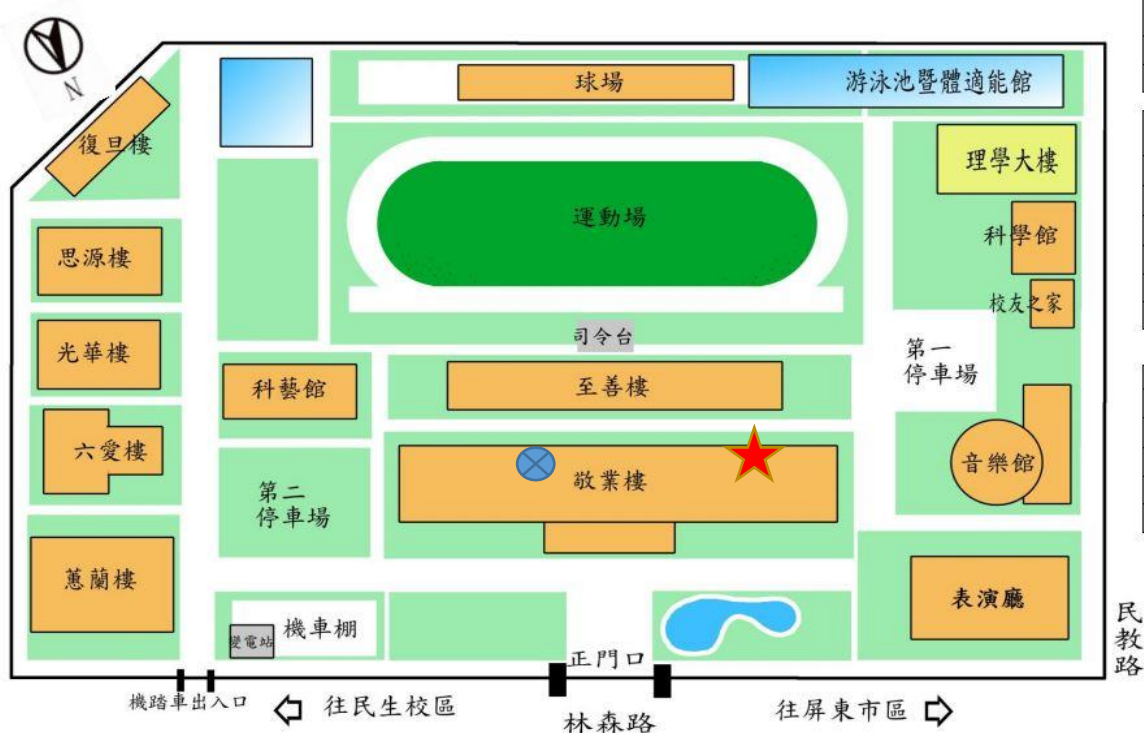 N
球場
游泳池暨體適能館
復旦樓
理學大樓
運動場
科學館
思源樓
校友之家
司令台
第一
停車場
光華樓
至善樓
科藝館
六愛樓
音樂館
敬業樓
第二
停車場
蕙蘭樓
表演廳
機車棚
變電站
正門口
民教路
機踏車出入口
往民生校區
林森路
往屏東市區